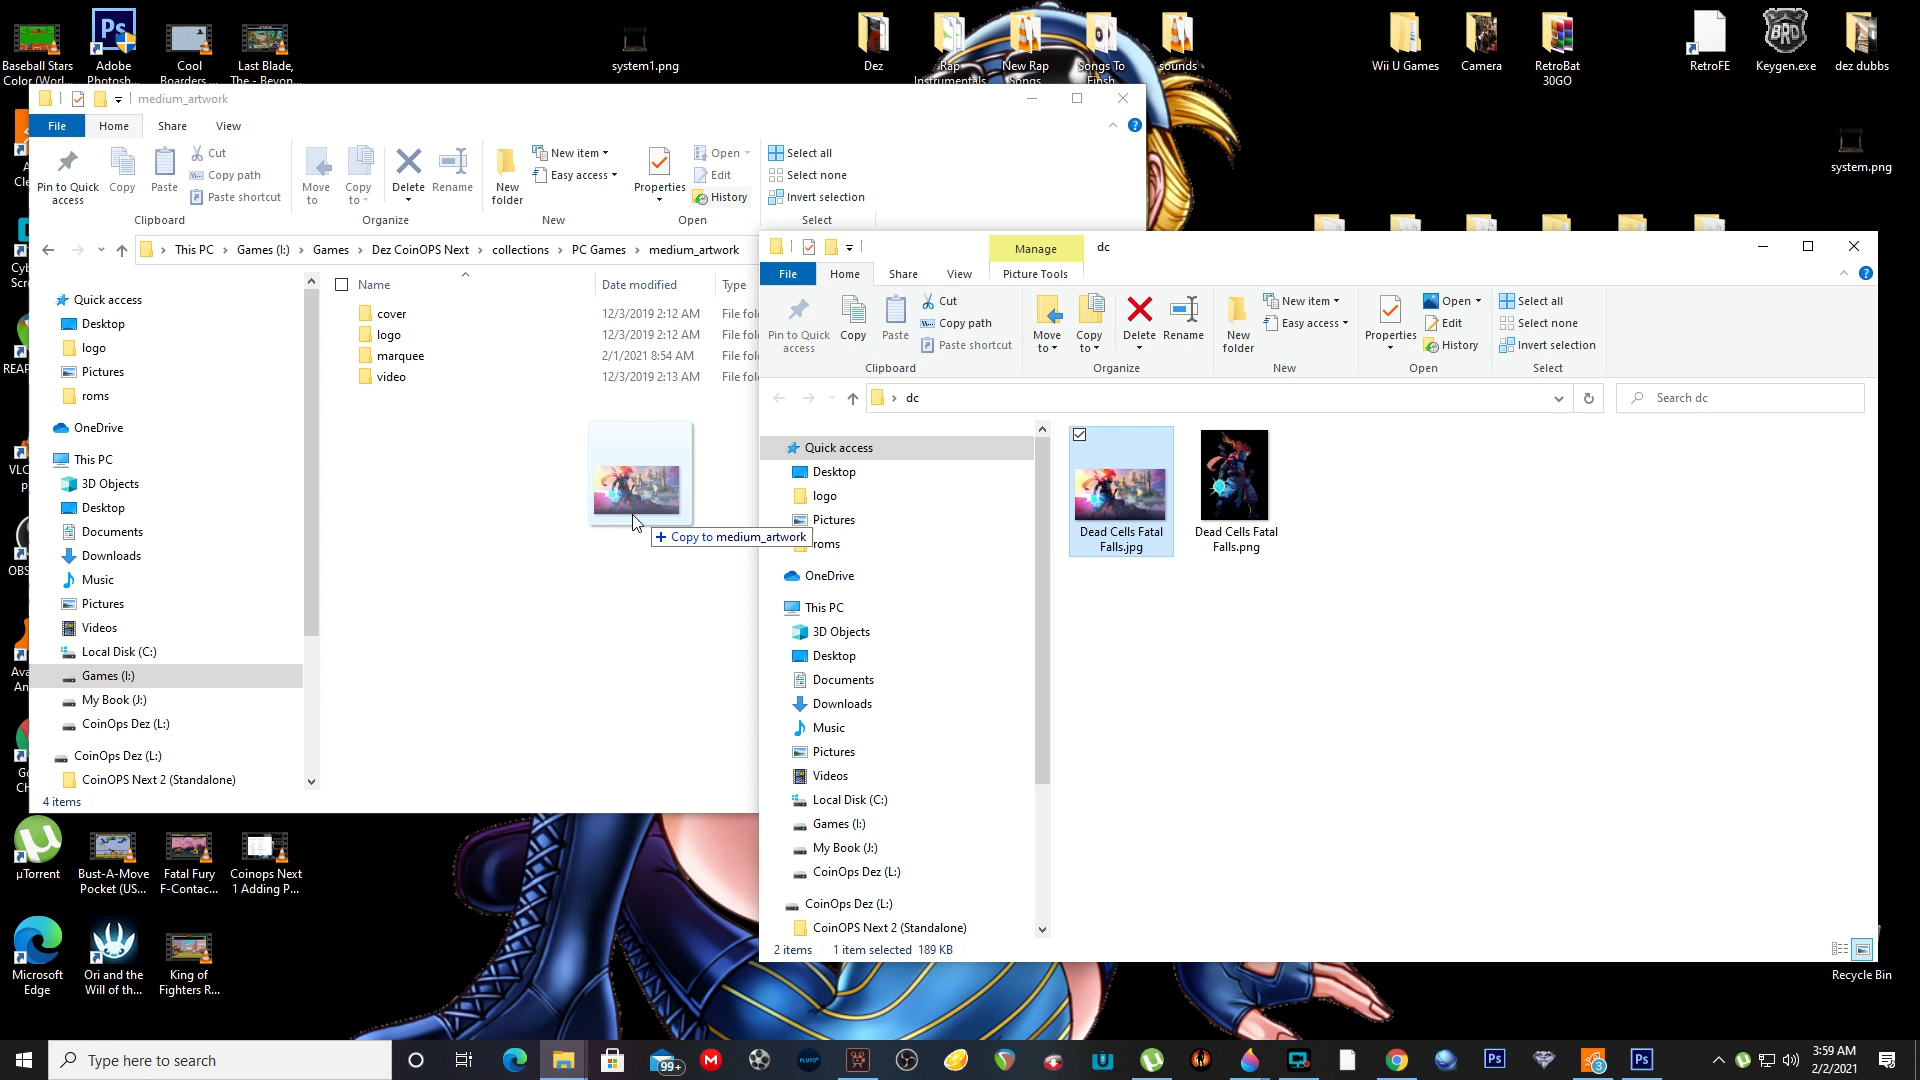 Baseball Stars
Color (Worl...
Adobe
Photosh...
Cool
Boarders ...
Last Blade,
The - Beyon...
system1.png
Dez
Rap
Instrumentals
New Rap
Songs
Songs To
Finsh
sounds
Wii U Games
Camera
RetroBat
30GO
RetroFE
Keygen.exe
dez dubbs
system.png
medium_artwork
File
Home
Share
View
Pin to Quick
access
Copy
Paste
Cut
Copy path
Paste shortcut
Clipboard
Move
to
Copy
to
Delete
Rename
Organize
New
folder
New item
Easy access
New
Properties
Open
Edit
History
Open
Select all
Select none
Invert selection
Select
This PC
Games (I:)
Games
Dez CoinOPS Next
collections
PC Games
medium_artwork
Name
Date modified
Type
cover
12/3/2019 2:12 AM
File fol
logo
12/3/2019 2:12 AM
File fol
marquee
2/1/2021 8:54 AM
File fol
video
12/3/2019 2:13 AM
File fol
Quick access
Desktop
logo
Pictures
roms
OneDrive
This PC
3D Objects
Desktop
Documents
Downloads
Music
Pictures
Videos
Local Disk (C:)
Games (I:)
My Book (J:)
CoinOps Dez (L:)
CoinOps Dez (L:)
CoinOPS Next 2 (Standalone)
4 items
Copy to medium_artwork
Manage
dc
File
Home
Share
View
Picture Tools
Pin to Quick
access
Copy
Paste
Cut
Copy path
Paste shortcut
Clipboard
Move
to
Copy
to
Delete
Rename
Organize
New
folder
New item
Easy access
New
Properties
Open
Edit
History
Open
Select all
Select none
Invert selection
Select
dc
Search dc
Quick access
Desktop
logo
Pictures
roms
OneDrive
This PC
3D Objects
Desktop
Documents
Downloads
Music
Pictures
Videos
Local Disk (C:)
Games (I:)
My Book (J:)
CoinOps Dez (L:)
CoinOps Dez (L:)
CoinOPS Next 2 (Standalone)
Dead Cells Fatal
Falls.jpg
Dead Cells Fatal
Falls.png
2 items
1 item selected 189 KB
µTorrent
Bust-A-Move
Pocket (US...
Fatal Fury
F-Contac...
Coinops Next
1 Adding P...
Microsoft
Edge
Ori and the
Will of th...
King of
Fighters R...
Recycle Bin
Type here to search
99+
3
3:59 AM
2/2/2021